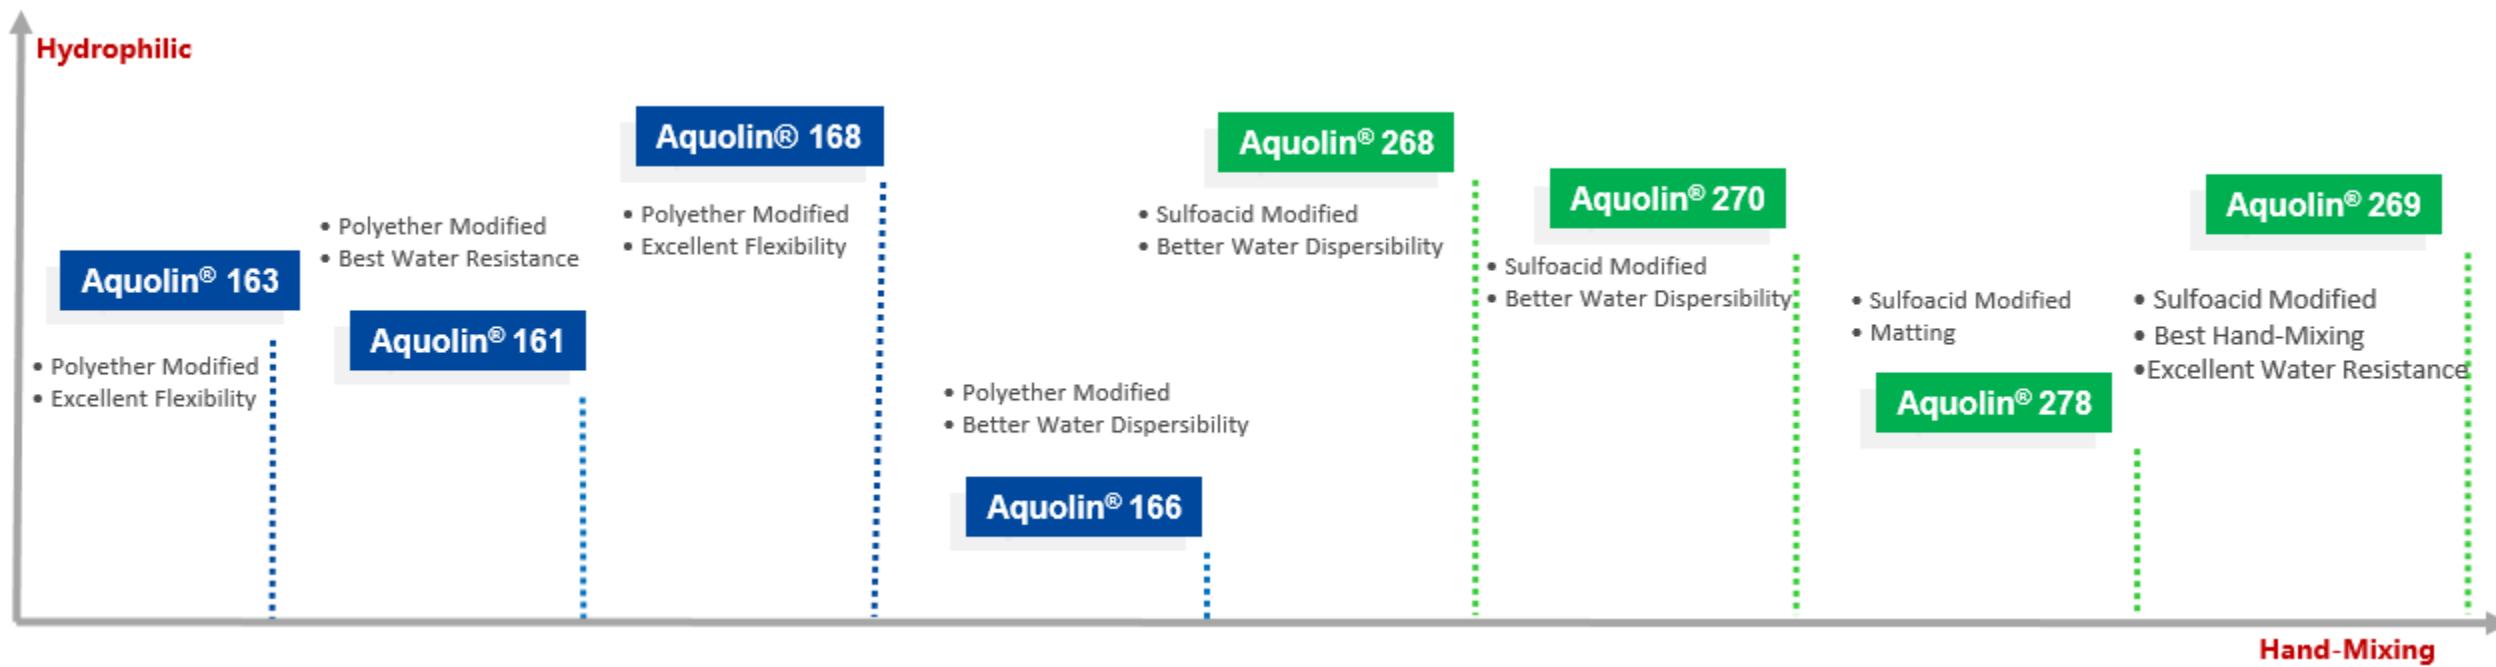 Hydrophilic
Aquolin® 163
• Polyether Modified
• Excellent Flexibility
• Polyether Modified
• Best Water Resistance
Aquolin® 161
Aquolin® 168
• Polyether Modified
• Excellent Flexibility
• Polyether Modified
• Better Water Dispersibility
Aquolin® 166
Aquolin® 268
• Sulfoacid Modified
• Better Water Dispersibility
Aquolin® 270
• Sulfoacid Modified
• Better Water Dispersibility
• Sulfoacid Modified
• Matting
Aquolin® 278
Aquolin® 269
• Sulfoacid Modified
• Best Hand-Mixing
•Excellent Water Resistance
Hand-Mixing